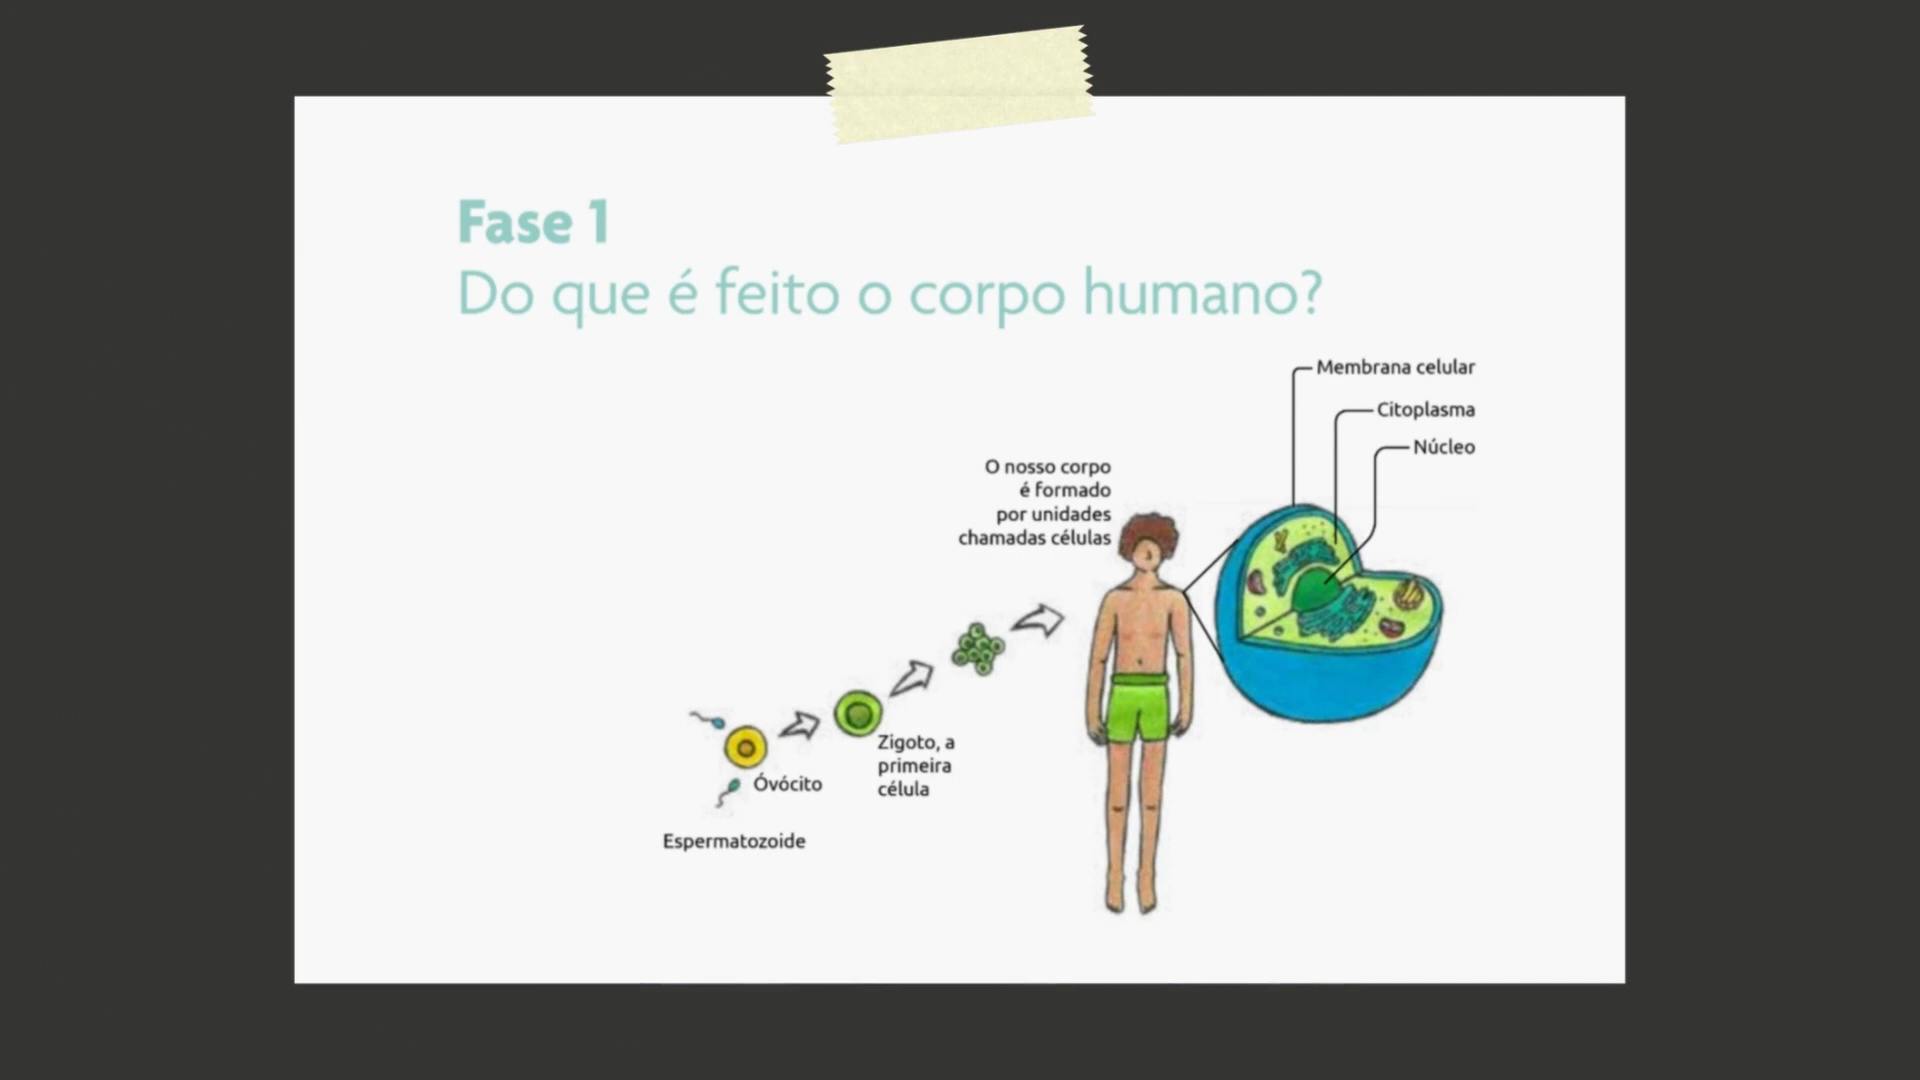 Fase 1
Do que é feito o corpo humano?
Membrana celular
Citoplasma
Núcleo
O nosso corpo
é formado
por unidades
chamadas células
Zigoto, a
primeira
célula
Óvócito
Espermatozoide